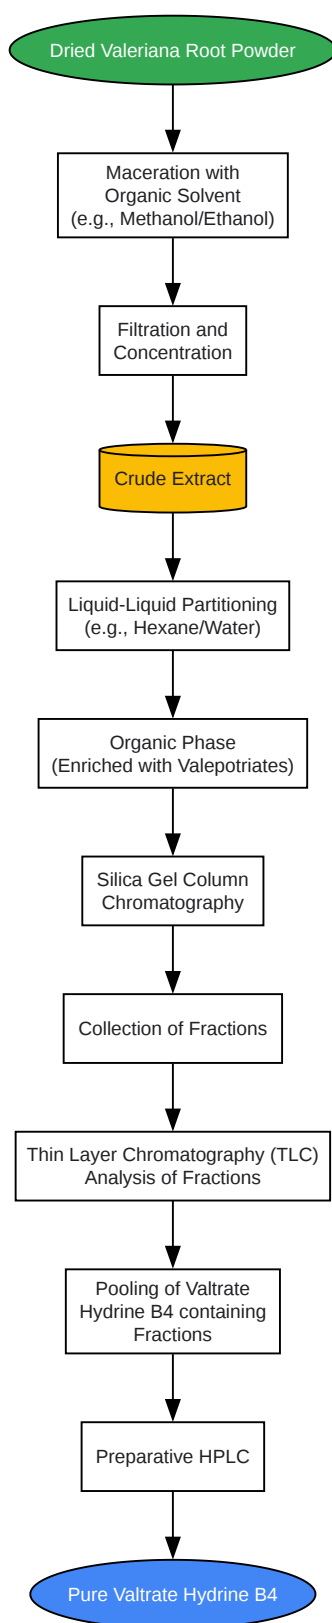 Dried Valeriana Root Powder
Maceration with
Organic Solvent
(e.g., Methanol/Ethanol)
Filtration and
Concentration
Crude Extract
Liquid-Liquid Partitioning
(e.g., Hexane/Water)
Organic Phase
(Enriched with Valepotriates)
Silica Gel Column
Chromatography
Collection of Fractions
Thin Layer Chromatography (TLC)
Analysis of Fractions
Pooling of Valtrate
Hydrine B4 containing
Fractions
Preparative HPLC
Pure Valtrate Hydrine B4